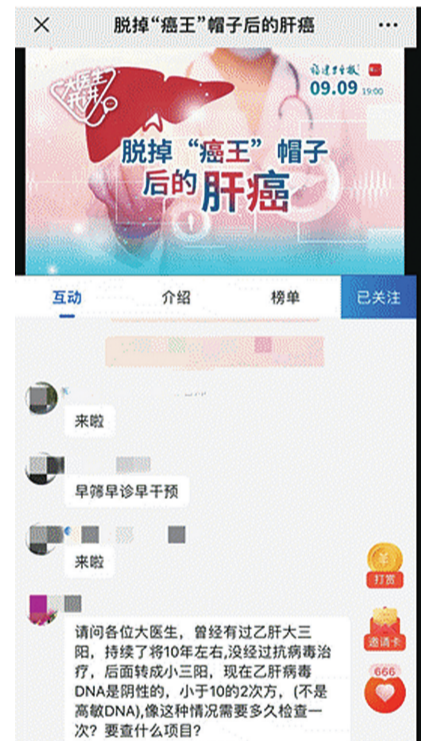 脱掉“癌王”帽子后的肝癌
大医生
开讲
09.09 19:00
脱掉“癌王”帽子
后的肝癌
互动 介绍 榜单 已关注
来啦
早筛早诊早干预
来啦
打赏
邀请卡
666
请问各位大医生，曾经有过乙肝大三
阳，持续了将10年左右,没经过抗病毒治
疗，后面转成小三阳，现在乙肝病毒
DNA是阴性的，小于10的2次方，(不是
高敏DNA),像这种情况需要多久检查一
次？要查什么项目？